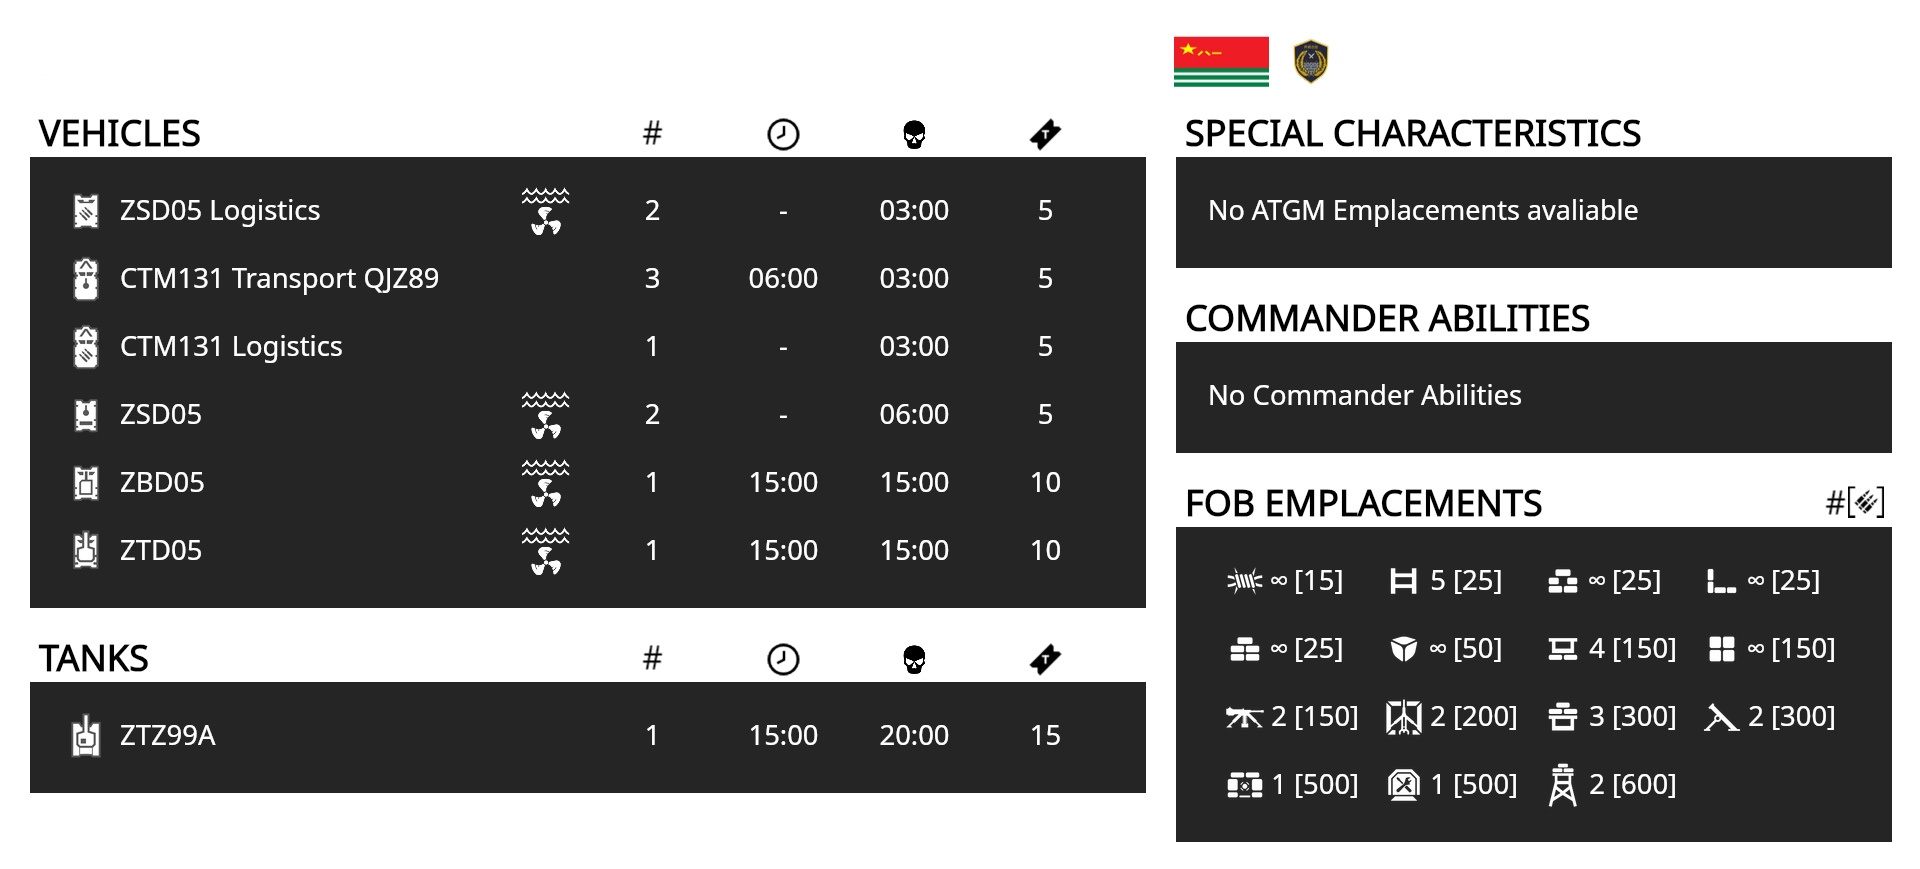 VEHICLES #
ZSD05 Logistics 2 - 03:00 5
CTM131 Transport QJZ89 3 06:00 03:00 5
CTM131 Logistics 1 - 03:00 5
ZSD05 2 - 06:00 5
ZBD05 1 15:00 15:00 10
ZTD05 1 15:00 15:00 10
TANKS #
ZTZ99A 1 15:00 20:00 15
SPECIAL CHARACTERISTICS
No ATGM Emplacements avaliable
COMMANDER ABILITIES
No Commander Abilities
FOB EMPLACEMENTS #[]
∞ [15] 5 [25] ∞ [25] ∞ [25]
∞ [25] ∞ [50] 4 [150] ∞ [150]
2 [150] 2 [200] 3 [300] 2 [300]
1 [500] 1 [500] 2 [600]